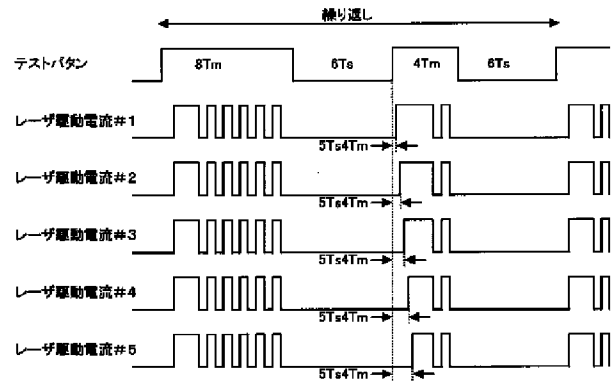 繰り返し
テストパタン
8Tm
6Ts
4Tm
6Ts
レーザ駆動電流#1
5Ts4Tm
レーザ駆動電流#2
5Ts4Tm
レーザ駆動電流#3
5Ts4Tm
レーザ駆動電流#4
5Ts4Tm
レーザ駆動電流#5
5Ts4Tm